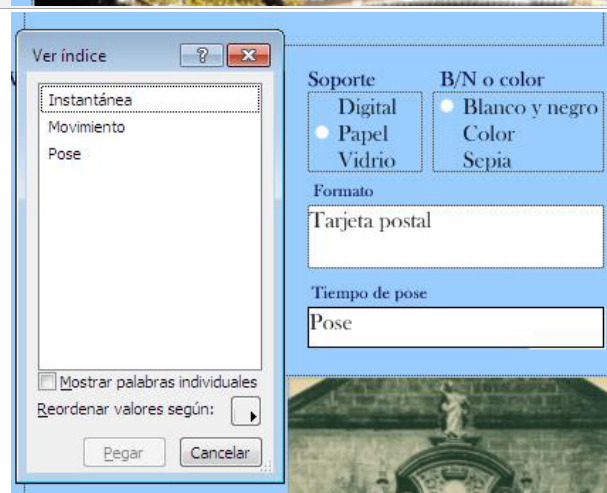 Ver índice
Instantánea
Movimiento
Pose
Mostrar palabras individuales
Reordenar valores según:
Pegar
Cancelar
Soporte
Digital
Papel
Vidrio
B/N o color
Blanco y negro
Color
Sepia
Formato
Tarjeta postal
Tiempo de pose
Pose